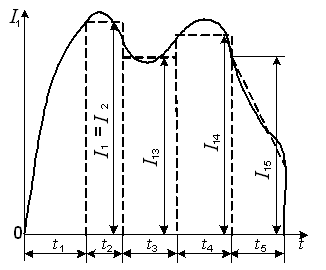 I₁
I₁ = I₂
I₁₃
I₁₄
I₁₅
0
t₁ t₂ t₃ t₄ t₅ t